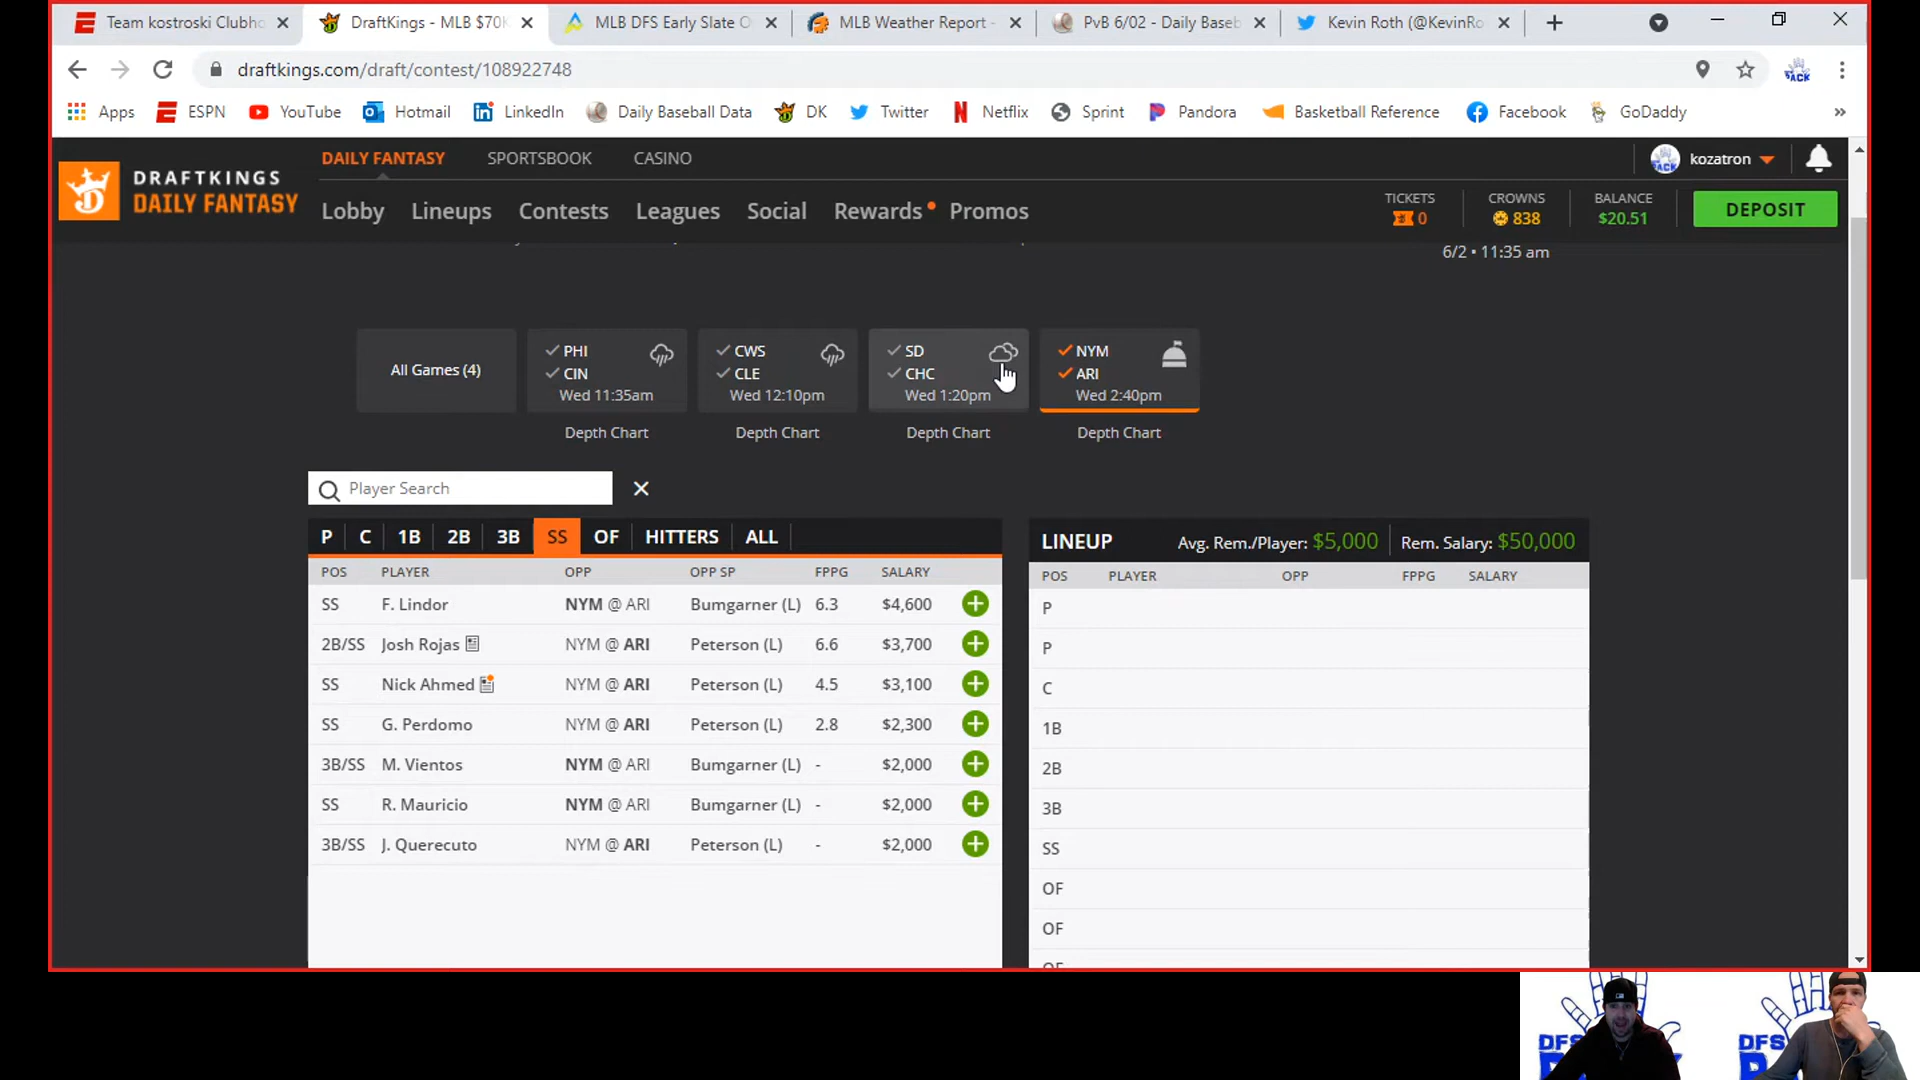 Team kostroski Clubho
DraftKings - MLB $70K
MLB DFS Early Slate O
MLB Weather Report -
PvB 6/02 - Daily Baseb
Kevin Roth (@KevinRo
draftkings.com/draft/contest/108922748
Apps ESPN YouTube Hotmail LinkedIn Daily Baseball Data DK Twitter Netflix Sprint Pandora Basketball Reference Facebook GoDaddy »
DRAFTKINGS
DAILY FANTASY
DAILY FANTASY SPORTSBOOK CASINO
kozatron
Lobby Lineups Contests Leagues Social Rewards Promos
TICKETS CROWNS BALANCE
0 838 $20.51
DEPOSIT
6/2 • 11:35 am
All Games (4)
PHI
CIN
Wed 11:35am
Depth Chart
CWS
CLE
Wed 12:10pm
Depth Chart
SD
CHC
Wed 1:20pm
Depth Chart
NYM
ARI
Wed 2:40pm
Depth Chart
Player Search
P C 1B 2B 3B SS OF HITTERS ALL
POS PLAYER OPP OPP SP FPPG SALARY
SS F. Lindor NYM @ ARI Bumgarner (L) 6.3 $4,600
2B/SS Josh Rojas NYM @ ARI Peterson (L) 6.6 $3,700
SS Nick Ahmed NYM @ ARI Peterson (L) 4.5 $3,100
SS G. Perdomo NYM @ ARI Peterson (L) 2.8 $2,300
3B/SS M. Vientos NYM @ ARI Bumgarner (L) - $2,000
SS R. Mauricio NYM @ ARI Bumgarner (L) - $2,000
3B/SS J. Querecuto NYM @ ARI Peterson (L) - $2,000
LINEUP Avg. Rem./Player: $5,000 Rem. Salary: $50,000
POS PLAYER OPP FPPG SALARY
P
P
C
1B
2B
3B
SS
OF
OF
OF
DFS
DFS